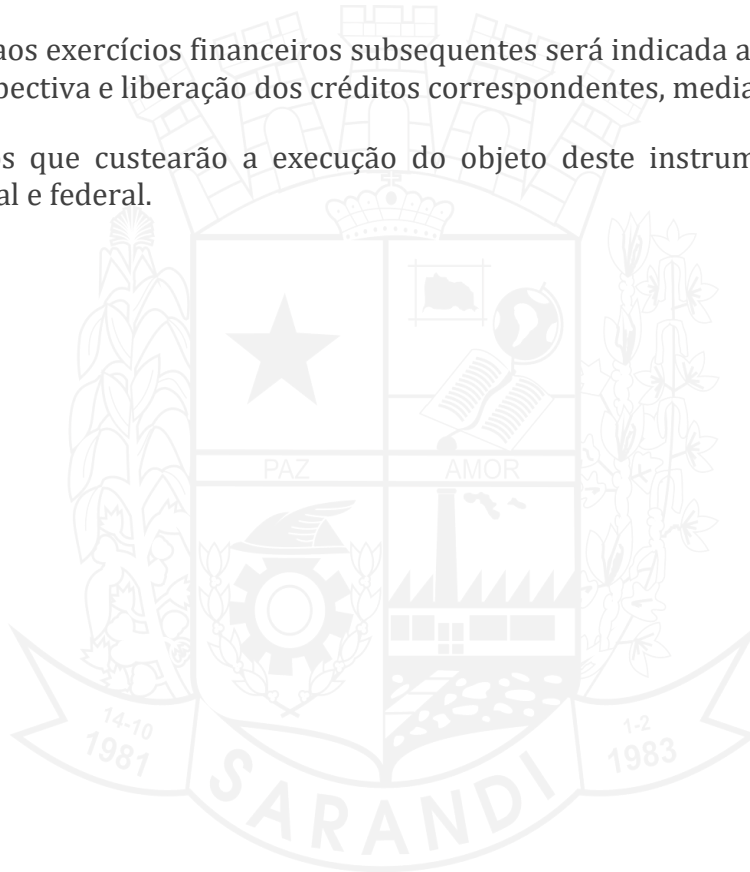 aos exercícios financeiros subsequentes será indicada a
pectiva e liberação dos créditos correspondentes, media
s que custearão a execução do objeto deste instrum
al e federal.
PAZ AMOR
14-10
1981
1-2
1983
SARANDI